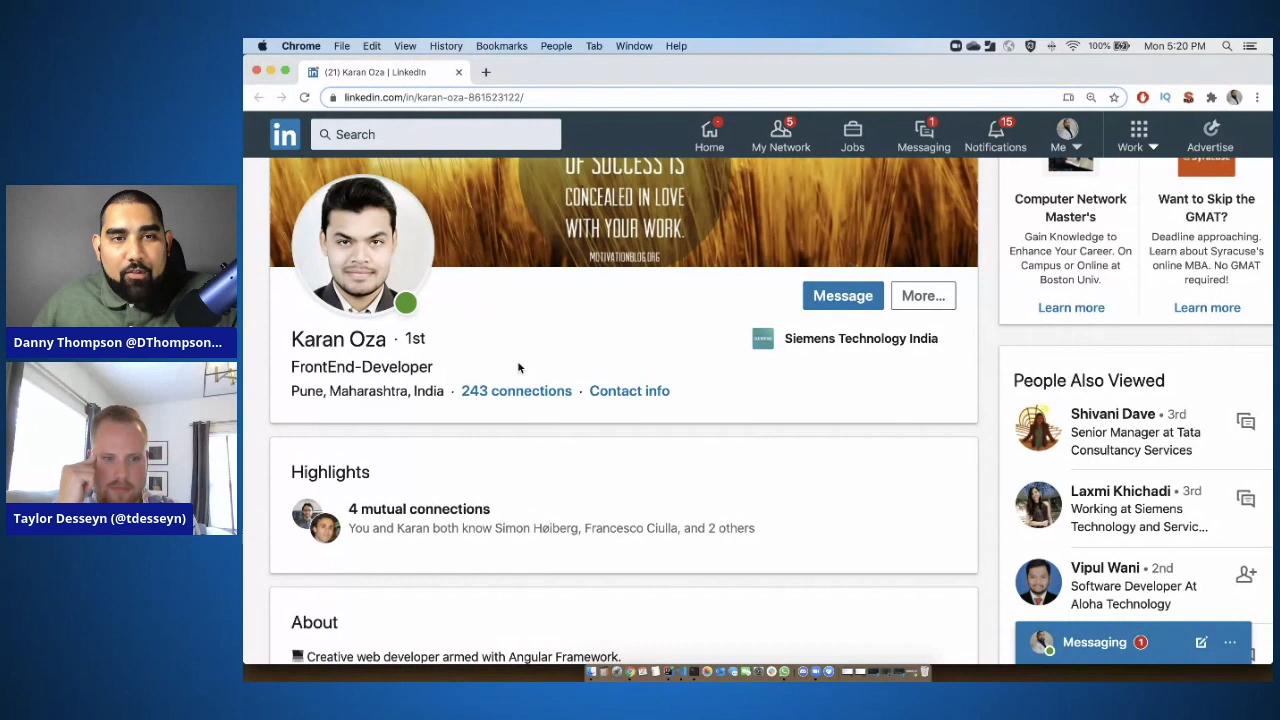 Chrome File Edit View History Bookmarks People Tab Window Help
100% Mon 5:20 PM
(21) Karan Oza | LinkedIn
linkedin.com/in/karan-oza-861523122/
IQ
in
Search
Home
My Network
5
Jobs
Messaging
1
Notifications
15
Me
Work
Advertise
OF SUCCESS IS
CONCEALED IN LOVE
WITH YOUR WORK.
MOTIVATIONBLOG.ORG
Message
More...
Karan Oza · 1st
Siemens Technology India
FrontEnd-Developer
Pune, Maharashtra, India · 243 connections · Contact info
Highlights
4 mutual connections
You and Karan both know Simon Høiberg, Francesco Ciulla, and 2 others
About
Creative web developer armed with Angular Framework.
Syracuse
Computer Network
Master's
Gain Knowledge to
Enhance Your Career. On
Campus or Online at
Boston Univ.
Learn more
Want to Skip the
GMAT?
Deadline approaching.
Learn about Syracuse's
online MBA. No GMAT
required!
Learn more
People Also Viewed
Shivani Dave • 3rd
Senior Manager at Tata
Consultancy Services
Laxmi Khichadi • 3rd
Working at Siemens
Technology and Servic...
Vipul Wani • 2nd
Software Developer At
Aloha Technology
Messaging 1
Danny Thompson @DThompson...
Taylor Desseyn (@tdesseyn)